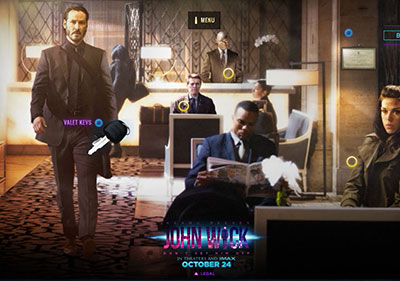 MENU
VALET KEYS
JOHN WICK
IN THEATERS AND IMAX
OCTOBER 24
LEGAL